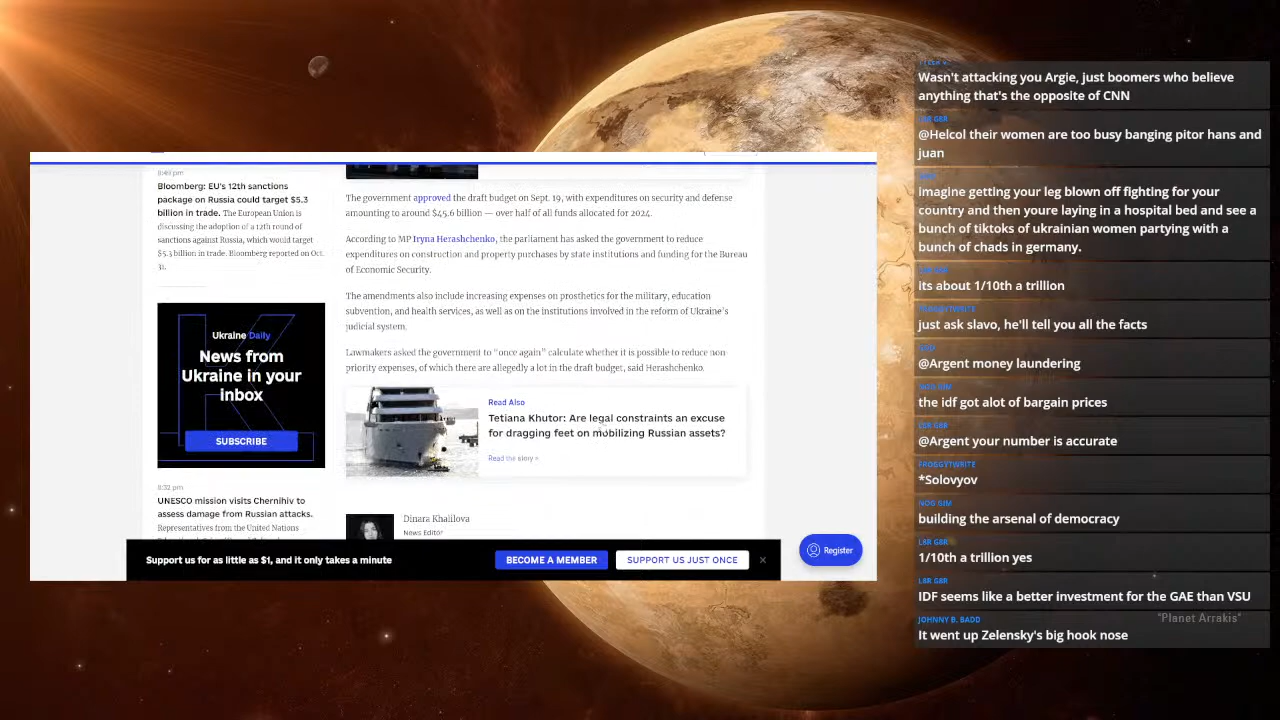 8:49 pm
Bloomberg: EU's 12th sanctions
package on Russia could target $5.3
billion in trade. The European Union is
discussing the adoption of a 12th round of
sanctions against Russia, which would target
$5.3 billion in trade, Bloomberg reported on Oct.
31.
Ukraine Daily
News from
Ukraine in your
inbox
SUBSCRIBE
8:32 pm
UNESCO mission visits Chernihiv to
assess damage from Russian attacks.
Representatives from the United Nations
The government approved the draft budget on Sept. 19, with expenditures on security and defense
amounting to around $45.6 billion — over half of all funds allocated for 2024.
According to MP Iryna Herashchenko, the parliament has asked the government to reduce
expenditures on construction and property purchases by state institutions and funding for the Bureau
of Economic Security.
The amendments also include increasing expenses on prosthetics for the military, education
subvention, and health services, as well as on the institutions involved in the reform of Ukraine's
judicial system.
Lawmakers asked the government to "once again" calculate whether it is possible to reduce non-
priority expenses, of which there are allegedly a lot in the draft budget, said Herashchenko.
Read Also
Tetiana Khutor: Are legal constraints an excuse
for dragging feet on mobilizing Russian assets?
Read the story »
Dinara Khalilova
News Editor
Support us for as little as $1, and it only takes a minute
BECOME A MEMBER
SUPPORT US JUST ONCE
×
Register
Wasn't attacking you Argie, just boomers who believe
anything that's the opposite of CNN
@Helcol their women are too busy banging pitor hans and
juan
imagine getting your leg blown off fighting for your
country and then youre laying in a hospital bed and see a
bunch of tiktoks of ukrainian women partying with a
bunch of chads in germany.
its about 1/10th a trillion
FROGGYTWRITE
just ask slavo, he'll tell you all the facts
@Argent money laundering
NOG SIM
the idf got alot of bargain prices
LBR GBR
@Argent your number is accurate
FROGGYTWRITE
*Solovyov
NOG SIM
building the arsenal of democracy
LBR GBR
1/10th a trillion yes
LBR GBR
IDF seems like a better investment for the GAE than VSU
JOHNNY B. BADD
"Planet Arrakis"
It went up Zelensky's big hook nose